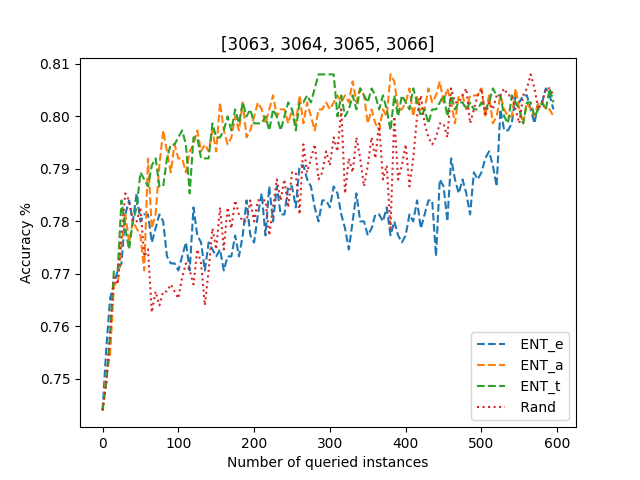 [3063, 3064, 3065, 3066]
Accuracy %
0.81
0.80
0.79
0.78
0.77
0.76
0.75
0
100
200
300
400
500
600
Number of queried instances
ENT_e
ENT_a
ENT_t
Rand